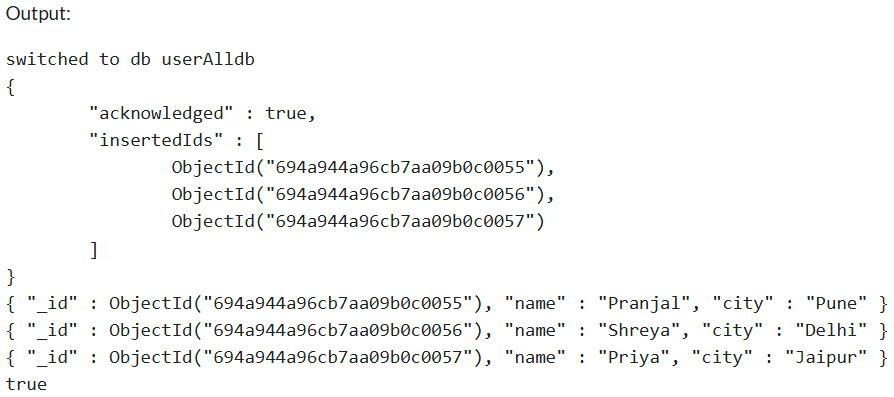 Output:
switched to db userAlldb
{
"acknowledged" : true,
"insertedIds" : [
ObjectId("694a944a96cb7aa09b0c0055"),
ObjectId("694a944a96cb7aa09b0c0056"),
ObjectId("694a944a96cb7aa09b0c0057")
]
}
{ "_id" : ObjectId("694a944a96cb7aa09b0c0055"), "name" : "Pranjal", "city" : "Pune" }
{ "_id" : ObjectId("694a944a96cb7aa09b0c0056"), "name" : "Shreya", "city" : "Delhi" }
{ "_id" : ObjectId("694a944a96cb7aa09b0c0057"), "name" : "Priya", "city" : "Jaipur" }
true